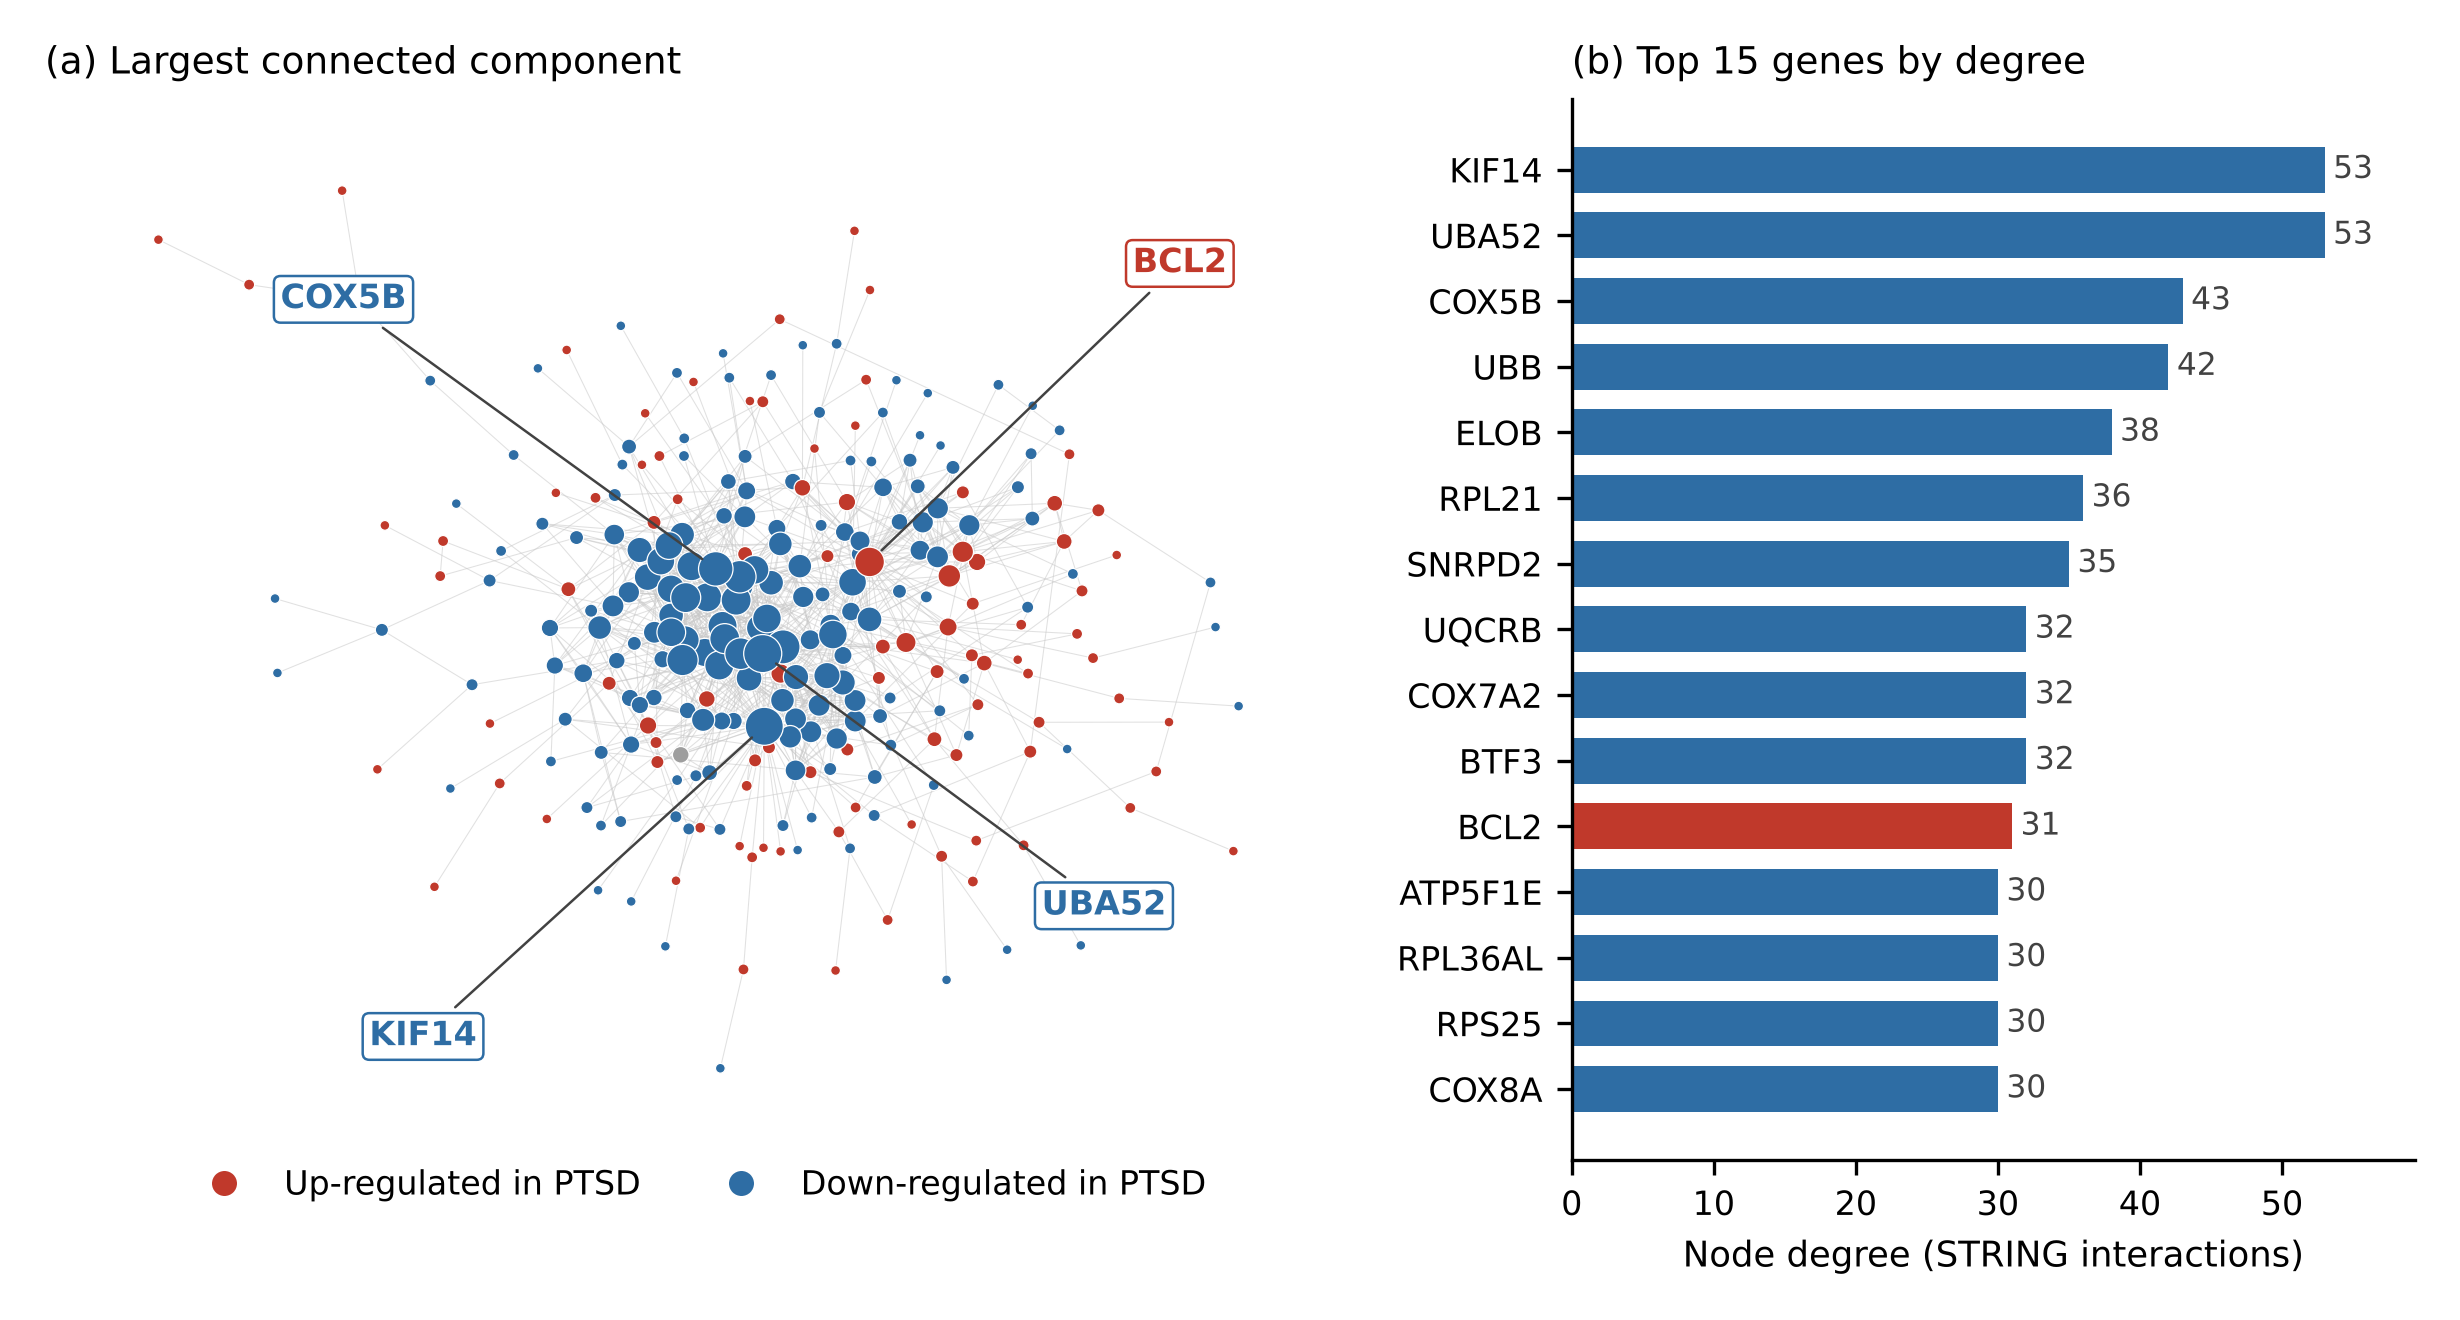 (a) Largest connected component
COX5B
BCL2
UBA52
KIF14
Up-regulated in PTSD
Down-regulated in PTSD
(b) Top 15 genes by degree
KIF14 53
UBA52 53
COX5B 43
UBB 42
ELOB 38
RPL21 36
SNRPD2 35
UQCRB 32
COX7A2 32
BTF3 32
BCL2 31
ATP5F1E 30
RPL36AL 30
RPS25 30
COX8A 30
0 10 20 30 40 50
Node degree (STRING interactions)